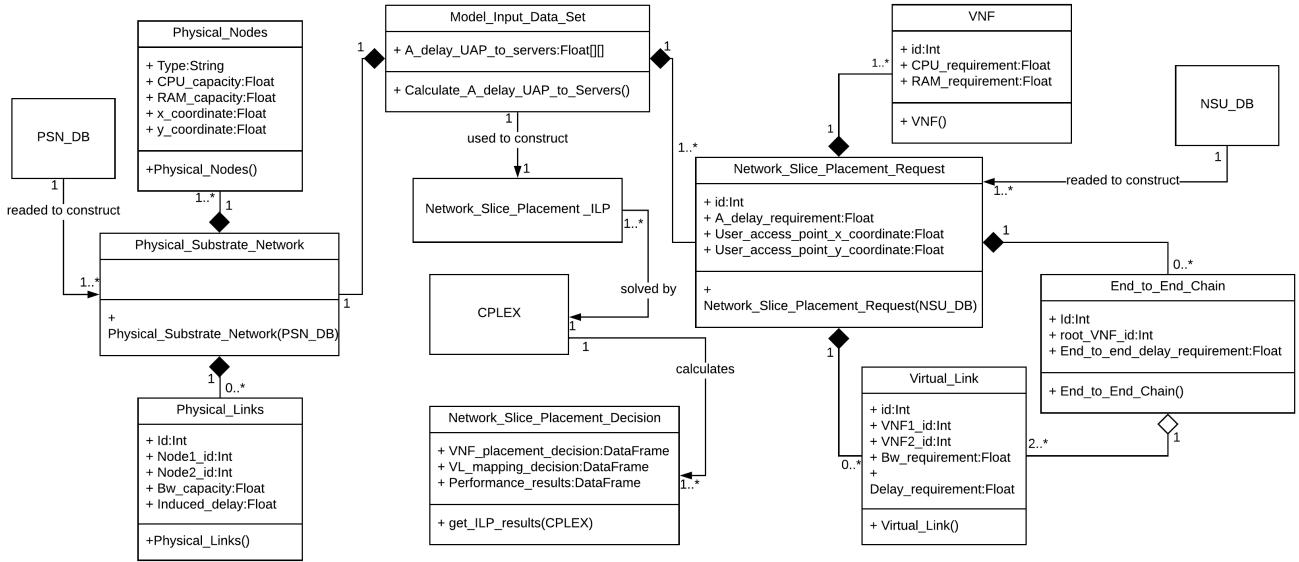 Physical_Nodes
+ Type:String
+ CPU_capacity:Float
+ RAM_capacity:Float
+ x_coordinate:Float
+ y_coordinate:Float
+Physical_Nodes()
1..*
1
PSN_DB
1
readed to construct
1..*
Physical_Substrate_Network
+
Physical_Substrate_Network(PSN_DB)
1
1
0..*
Physical_Links
+ Id:Int
+ Node1_id:Int
+ Node2_id:Int
+ Bw_capacity:Float
+ Induced_delay:Float
+Physical_Links()
1
Model_Input_Data_Set
+ A_delay_UAP_to_servers:Float[][]
+ Calculate_A_delay_UAP_to_Servers()
1
1..*
1
used to construct
1
Network_Slice_Placement _ILP
1..*
solved by
CPLEX
1
1
calculates
Network_Slice_Placement_Decision
+ VNF_placement_decision:DataFrame
+ VL_mapping_decision:DataFrame
+ Performance_results:DataFrame
+ get_ILP_results(CPLEX)
1..*
VNF
+ id:Int
+ CPU_requirement:Float
+ RAM_requirement:Float
+ VNF()
1..*
1
NSU_DB
1
readed to construct
1..*
Network_Slice_Placement_Request
+ id:Int
+ A_delay_requirement:Float
+ User_access_point_x_coordinate:Float
+ User_access_point_y_coordinate:Float
+
Network_Slice_Placement_Request(NSU_DB)
1
0..*
End_to_End_Chain
+ Id:Int
+ root_VNF_id:Int
+ End_to_end_delay_requirement:Float
+ End_to_End_Chain()
1
2..*
1
0..*
Virtual_Link
+ id:Int
+ VNF1_id:Int
+ VNF2_id:Int
+ Bw_requirement:Float
+
Delay_requirement:Float
+ Virtual_Link()